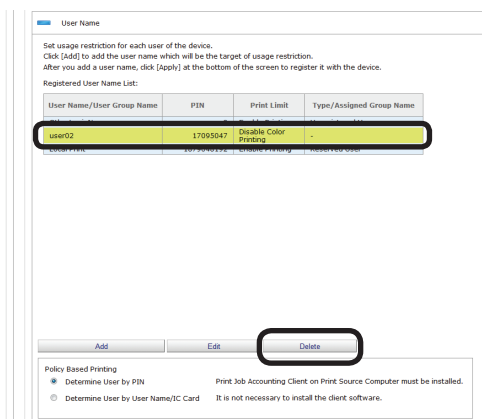 User Name
Set usage restriction for each user of the device.
Click [Add] to add the user name which will be the target of usage restriction.
After you add a user name, click [Apply] at the bottom of the screen to register it with the device.
Registered User Name List:
User Name/User Group Name PIN Print Limit Type/Assigned Group Name
user02 17095047 Disable Color Printing -
Local Print Enable Printing Reserved User
Add Edit Delete
Policy Based Printing
Determine User by PIN Print Job Accounting Client on Print Source Computer must be installed.
Determine User by User Name/IC Card It is not necessary to install the client software.